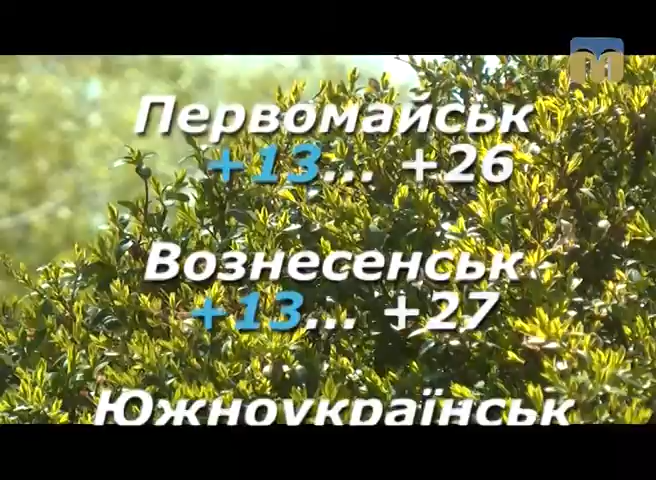 Первомайськ
+13... +26
Вознесенськ
+13... +27
Южноукраїнськ